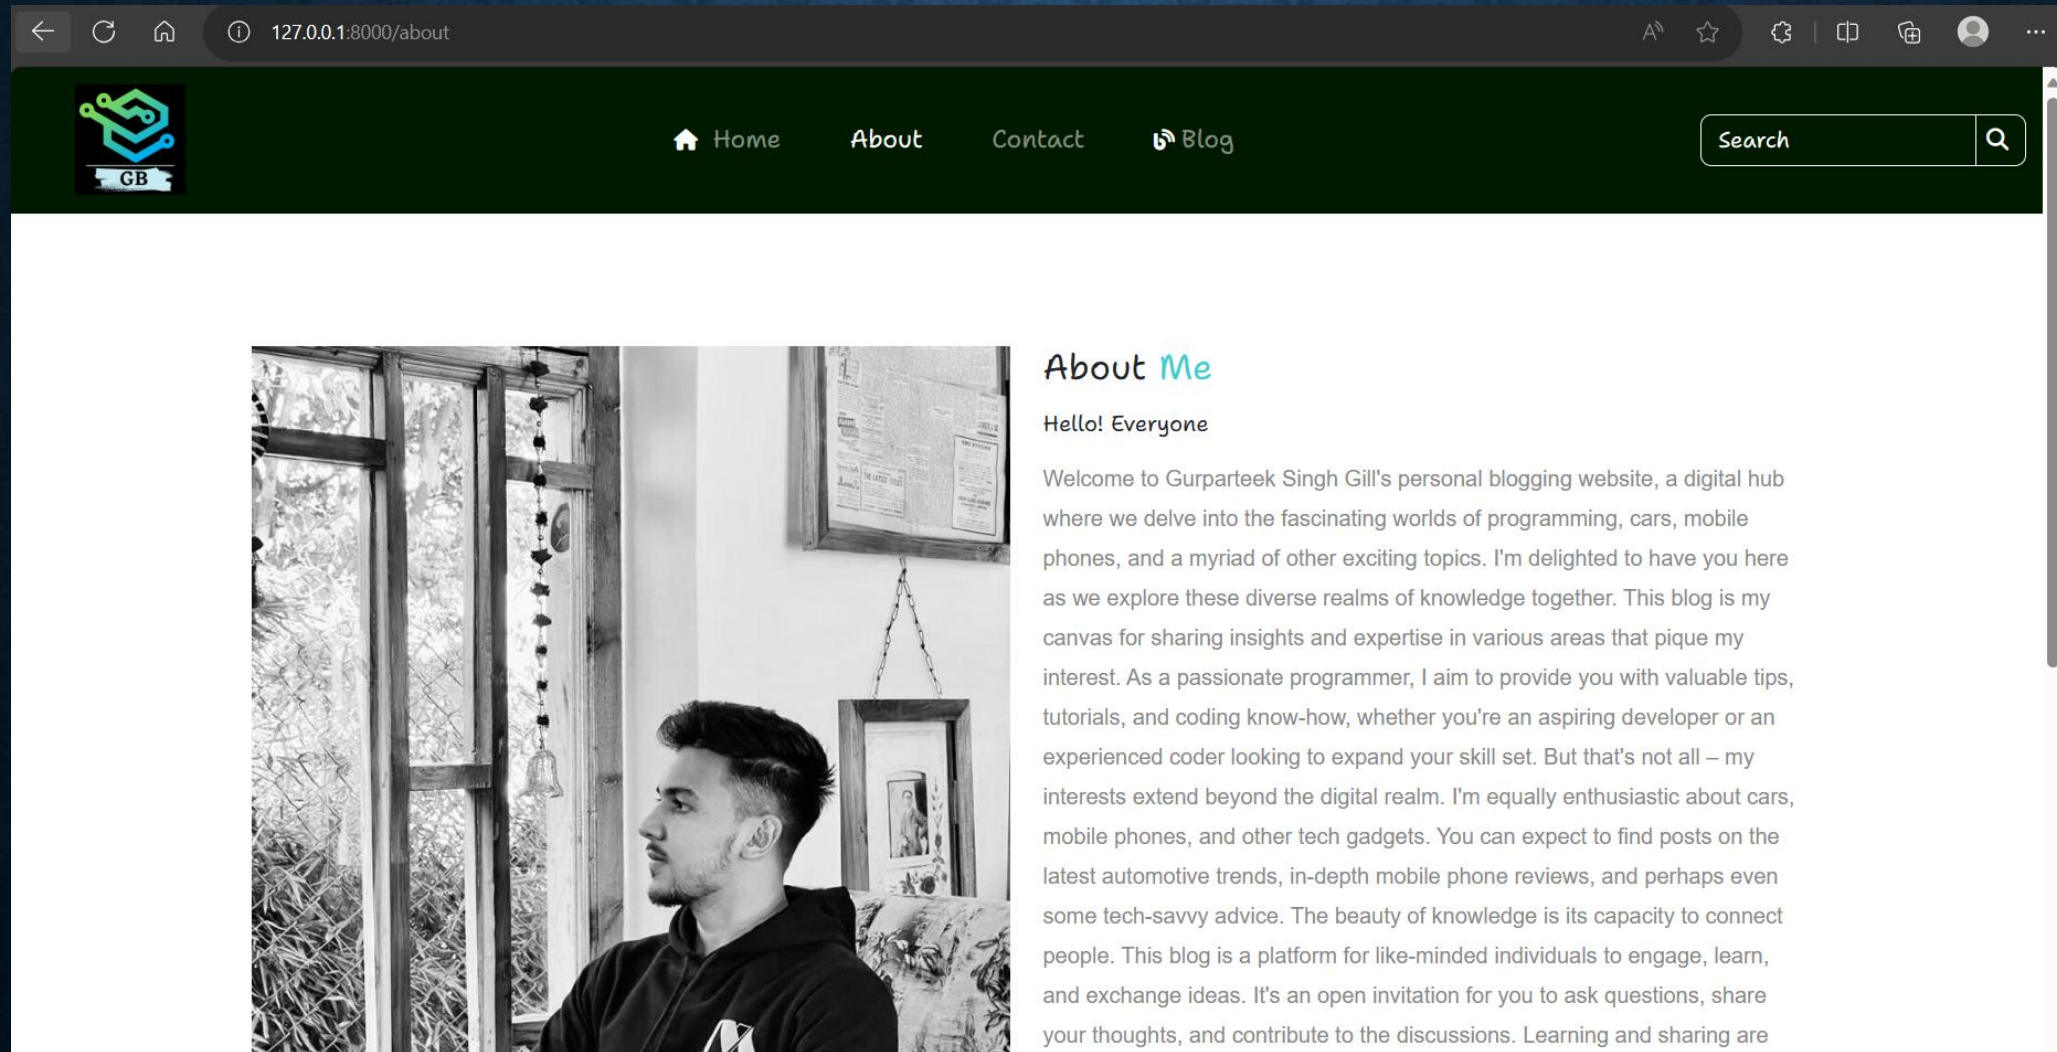 127.0.0.1:8000/about
GB
Home About Contact Blog
Search
About Me
Hello! Everyone
Welcome to Gurparteek Singh Gill's personal blogging website, a digital hub
where we delve into the fascinating worlds of programming, cars, mobile
phones, and a myriad of other exciting topics. I'm delighted to have you here
as we explore these diverse realms of knowledge together. This blog is my
canvas for sharing insights and expertise in various areas that pique my
interest. As a passionate programmer, I aim to provide you with valuable tips,
tutorials, and coding know-how, whether you're an aspiring developer or an
experienced coder looking to expand your skill set. But that's not all – my
interests extend beyond the digital realm. I'm equally enthusiastic about cars,
mobile phones, and other tech gadgets. You can expect to find posts on the
latest automotive trends, in-depth mobile phone reviews, and perhaps even
some tech-savvy advice. The beauty of knowledge is its capacity to connect
people. This blog is a platform for like-minded individuals to engage, learn,
and exchange ideas. It's an open invitation for you to ask questions, share
your thoughts, and contribute to the discussions. Learning and sharing are